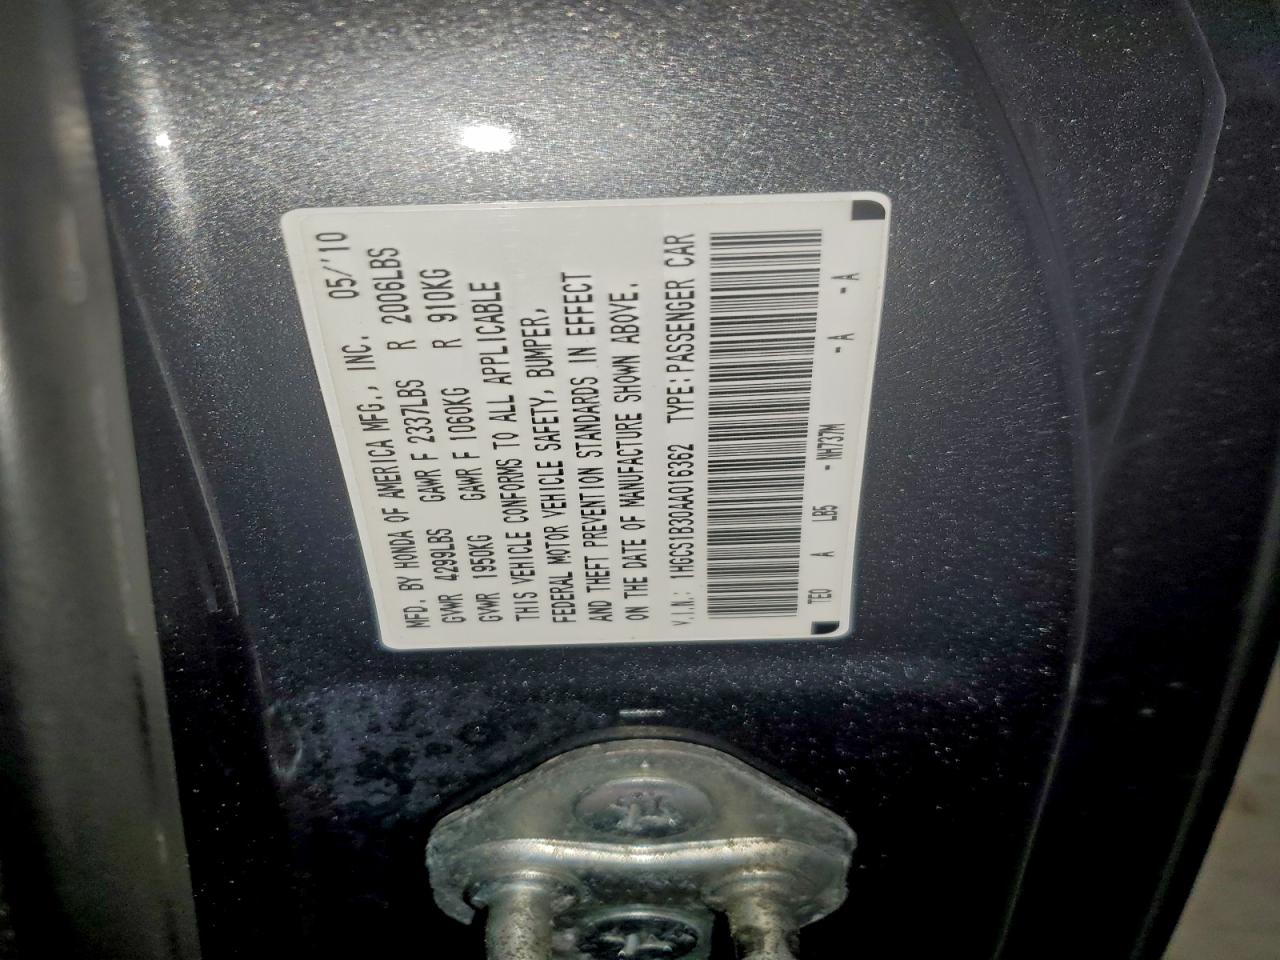 MFD. BY HONDA OF AMERICA MFG., INC. 05/'10
GVWR 4299LBS GAWR F 2337LBS R 2006LBS
GVWR 1950KG GAWR F 1060KG R 910KG
THIS VEHICLE CONFORMS TO ALL APPLICABLE
FEDERAL MOTOR VEHICLE SAFETY, BUMPER,
AND THEFT PREVENTION STANDARDS IN EFFECT
ON THE DATE OF MANUFACTURE SHOWN ABOVE.
V.I.N.: 1HGCS1B30AA016362 TYPE: PASSENGER CAR
TE0 A LB5 - NH737M - A - A